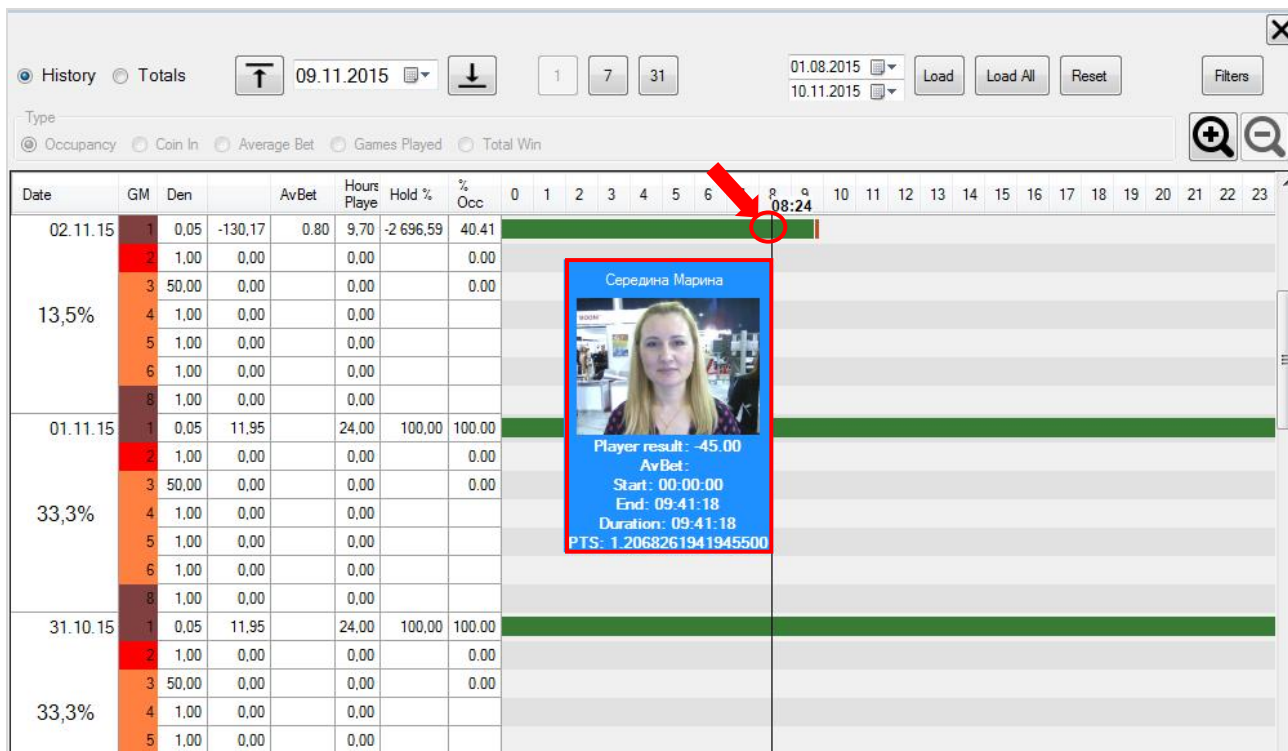 History Totals 09.11.2015 1 7 31 01.08.2015 Load Load All Reset Filters
10.11.2015
Type
Occupancy Coin In Average Bet Games Played Total Win
Date GM Den AvBet Hours Playe Hold % % Occ 0 1 2 3 4 5 6 7 8 9 10 11 12 13 14 15 16 17 18 19 20 21 22 23
08:24
02.11.15 1 0,05 -130,17 0.80 9,70 -2 696,59 40.41
2 1,00 0,00 0,00 0.00
3 50,00 0,00 0,00 0.00
13,5% 4 1,00 0,00 0,00
5 1,00 0,00 0,00
6 1,00 0,00 0,00
8 1,00 0,00 0,00
01.11.15 1 0,05 11,95 24,00 100,00 100.00
2 1,00 0,00 0,00 0.00
3 50,00 0,00 0,00 0.00
33,3% 4 1,00 0,00 0,00
5 1,00 0,00 0,00
6 1,00 0,00 0,00
8 1,00 0,00 0,00
31.10.15 1 0,05 11,95 24,00 100,00 100.00
2 1,00 0,00 0,00 0.00
3 50,00 0,00 0,00 0.00
33,3% 4 1,00 0,00 0,00
5 1,00 0,00 0,00
Середина Марина
Player result: -45.00
AvBet:
Start: 00:00:00
End: 09:41:18
Duration: 09:41:18
PTS: 1.2068261941945500